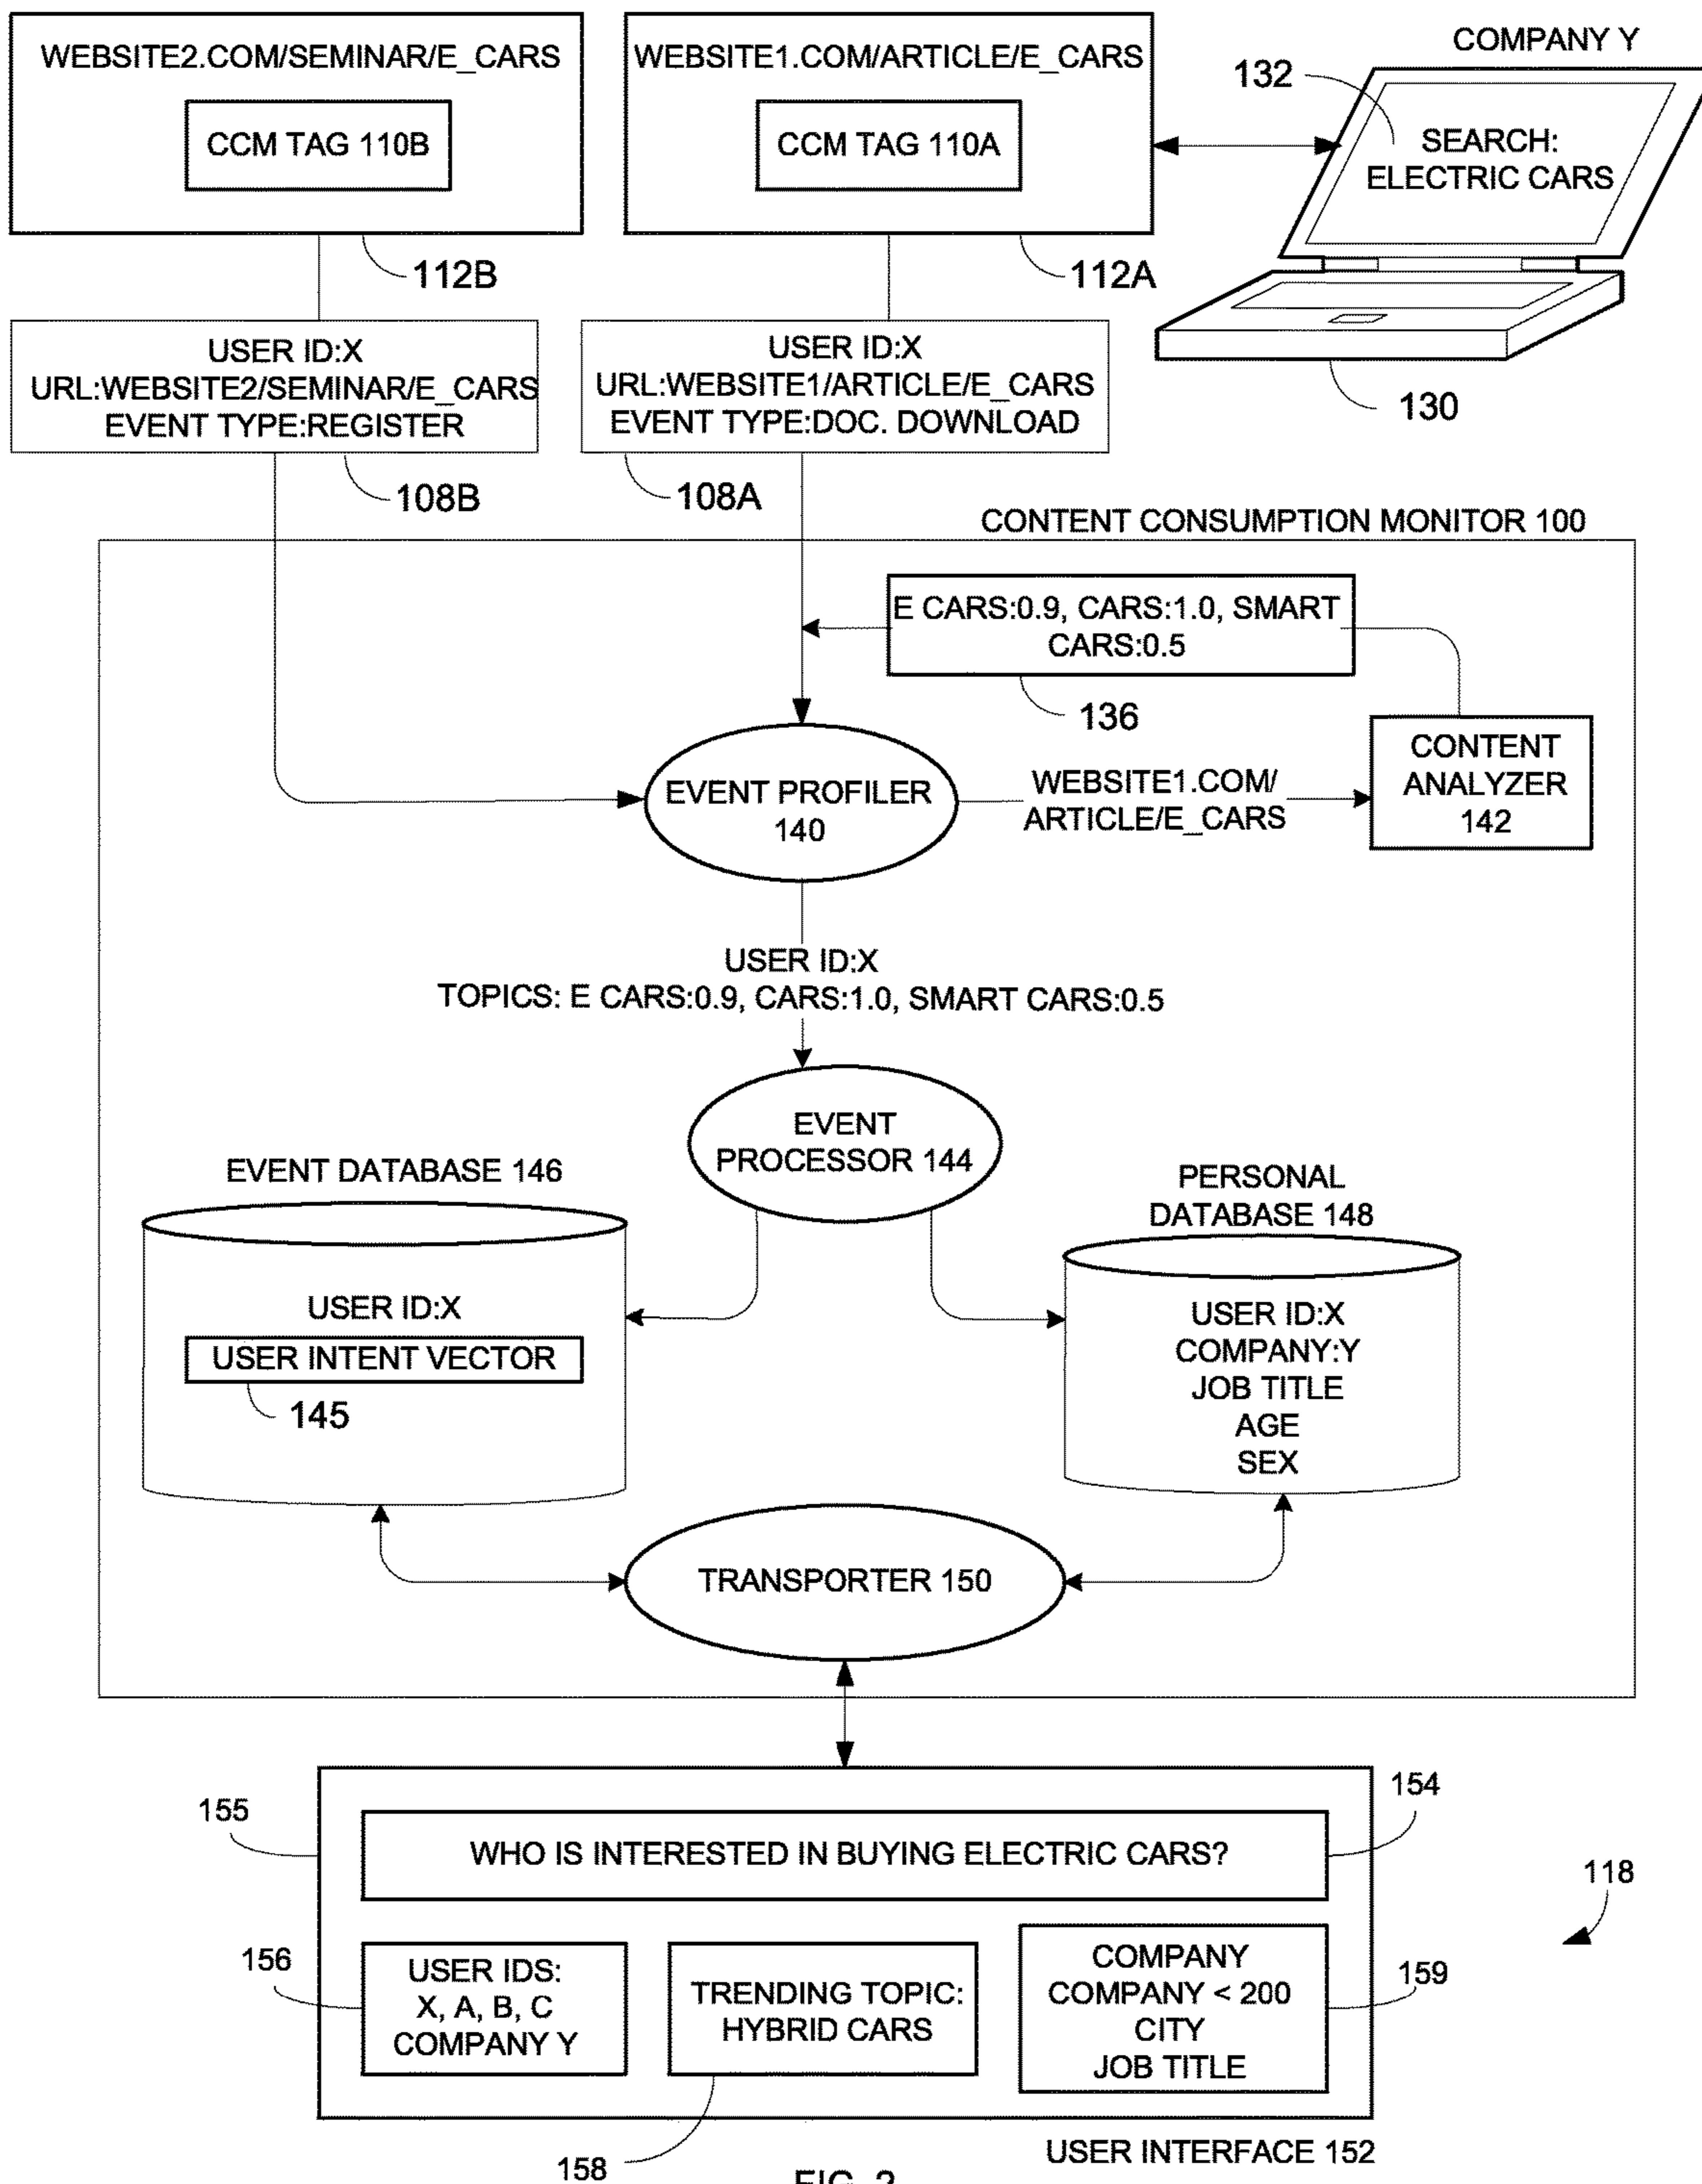 WEBSITE2.COM/SEMINAR/E_CARS
CCM TAG 110B
112B
WEBSITE1.COM/ARTICLE/E_CARS
CCM TAG 110A
112A
COMPANY Y
132
SEARCH:
ELECTRIC CARS
130
USER ID:X
URL:WEBSITE2/SEMINAR/E_CARS
EVENT TYPE:REGISTER
108B
USER ID:X
URL:WEBSITE1/ARTICLE/E_CARS
EVENT TYPE:DOC. DOWNLOAD
108A
CONTENT CONSUMPTION MONITOR 100
E CARS:0.9, CARS:1.0, SMART
CARS:0.5
136
EVENT PROFILER
140
WEBSITE1.COM/
ARTICLE/E_CARS
CONTENT
ANALYZER
142
USER ID:X
TOPICS: E CARS:0.9, CARS:1.0, SMART CARS:0.5
EVENT
PROCESSOR 144
EVENT DATABASE 146
USER ID:X
USER INTENT VECTOR
145
PERSONAL
DATABASE 148
USER ID:X
COMPANY:Y
JOB TITLE
AGE
SEX
TRANSPORTER 150
155
154
WHO IS INTERESTED IN BUYING ELECTRIC CARS?
118
156
USER IDS:
X, A, B, C
COMPANY Y
TRENDING TOPIC:
HYBRID CARS
158
COMPANY
COMPANY < 200
CITY
JOB TITLE
159
USER INTERFACE 152
FIG. 2